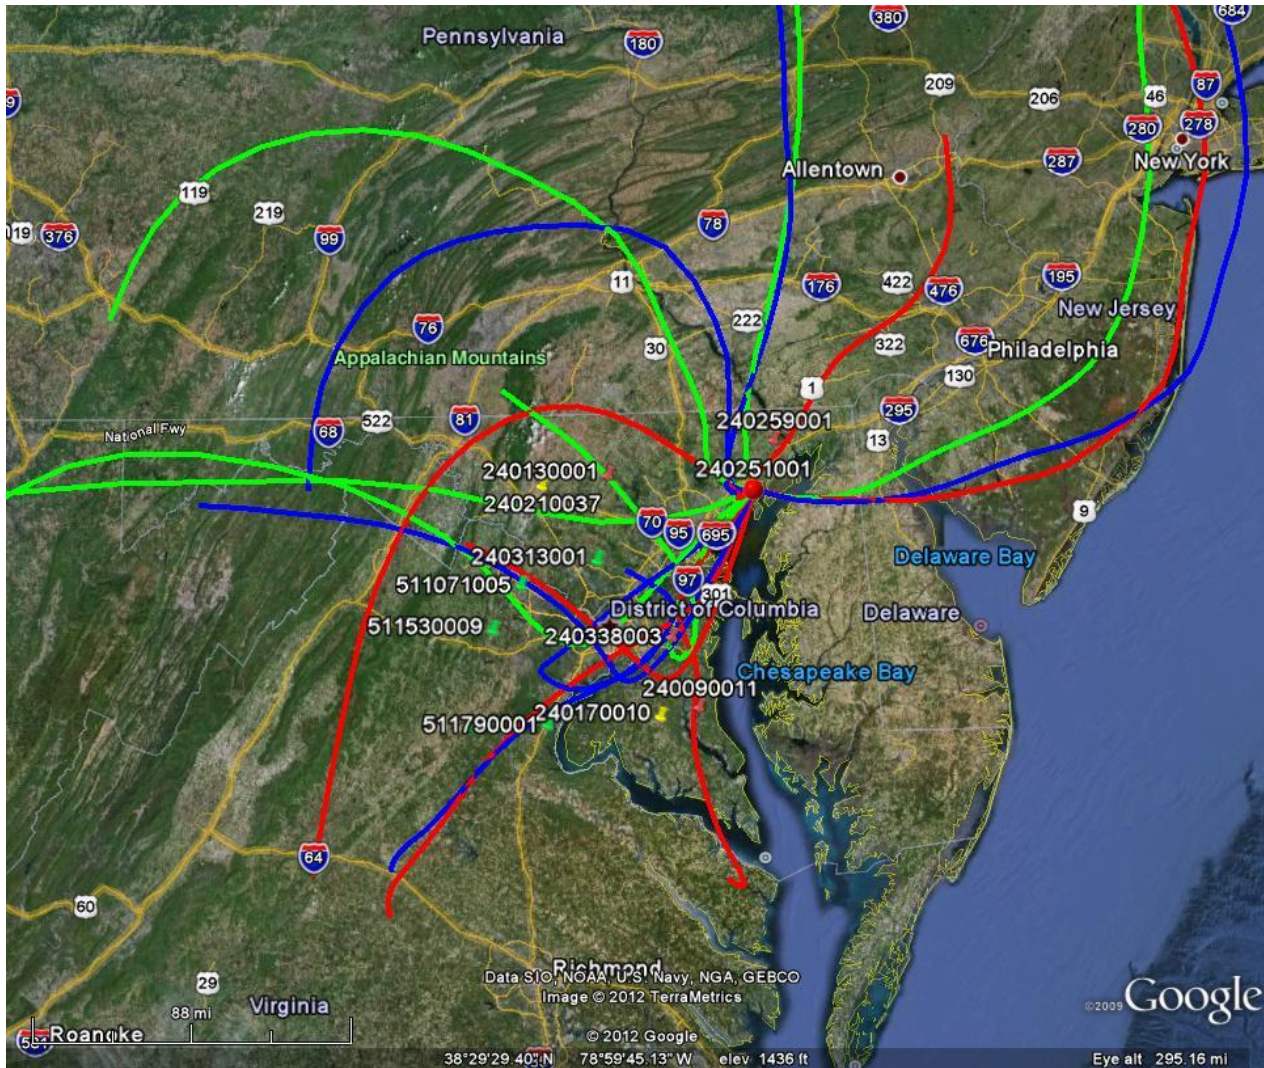 380
684
Pennsylvania
180
87
209
206
46
9
278
280
287
New York
Allentown
119
219
78
119
376
99
11
176
422
476
195
New Jersey
222
76
30
322
676
Philadelphia
Appalachian Mountains
130
1
295
81
522
68
National Fwy
240259001
13
240251001
240130001
240210037
9
70
95
695
240313001
Delaware Bay
511071005
97
301
District of Columbia
Delaware
511530009
240338003
Chesapeake Bay
240090011
240170010
511790001
64
60
Richmond
Data SIO, NOAA, U.S. Navy, NGA, GEBCO
29
Image © 2012 TerraMetrics
Virginia
©2009 Google
88 mi
Roanoke
© 2012 Google
38°29'29.40" N 78°59'45.13" W elev 1436 ft Eye alt 295.16 mi